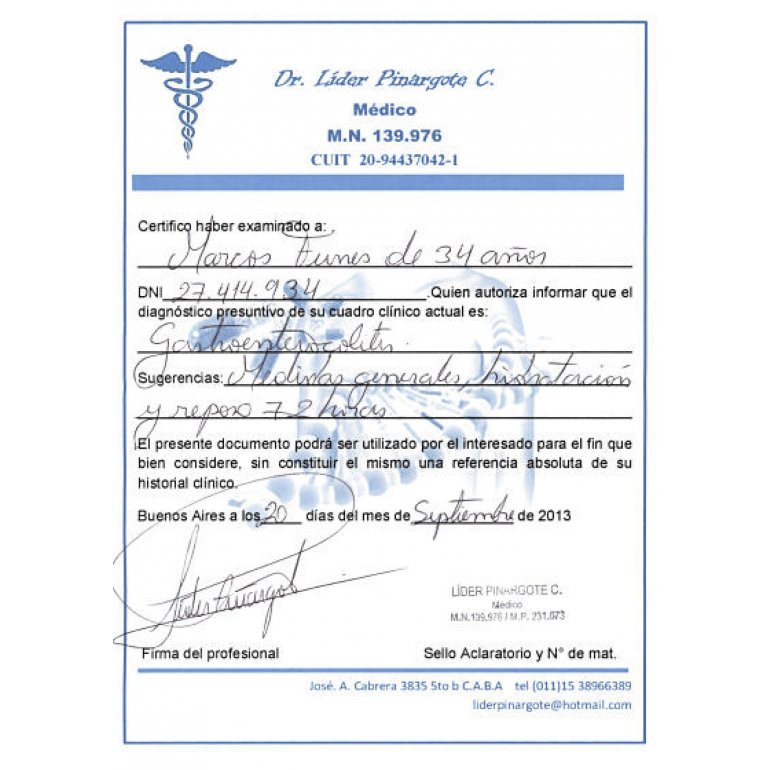 Dr. Líder Pinargote C.
Médico
M.N. 139.976
CUIT 20-94437042-1
Certifico haber examinado a:
Marcos Funes de 34 años
DNI 27.414.934 .Quien autoriza informar que el
diagnóstico presuntivo de su cuadro clínico actual es:
Gastroenterocolitis.
Sugerencias: Medidas generales, hidratación
y reposo 72 horas
El presente documento podrá ser utilizado por el interesado para el fin que
bien considere, sin constituir el mismo una referencia absoluta de su
historial clínico.
Buenos Aires a los 20 días del mes de Septiembre de 2013
Líder Pinargote
LÍDER PINARGOTE C.
Médico
M.N.139.976 / M.P. 231.073
Firma del profesional Sello Aclaratorio y N° de mat.
José. A. Cabrera 3835 5to b C.A.B.A tel (011)15 38966389
liderpinargote@hotmail.com